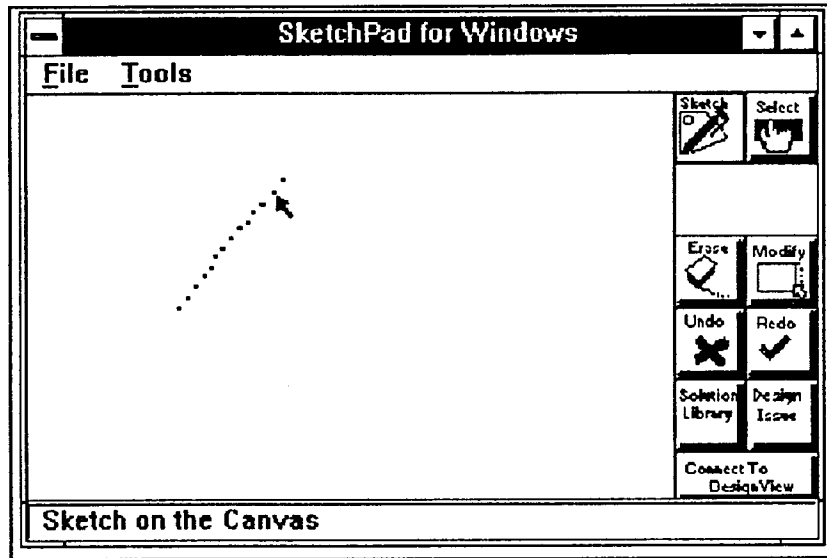 SketchPad for Windows
File Tools
Sketch Select
Erase Modify
Undo Redo
Solution Design
Library Issue
Connect To
DesignView
Sketch on the Canvas